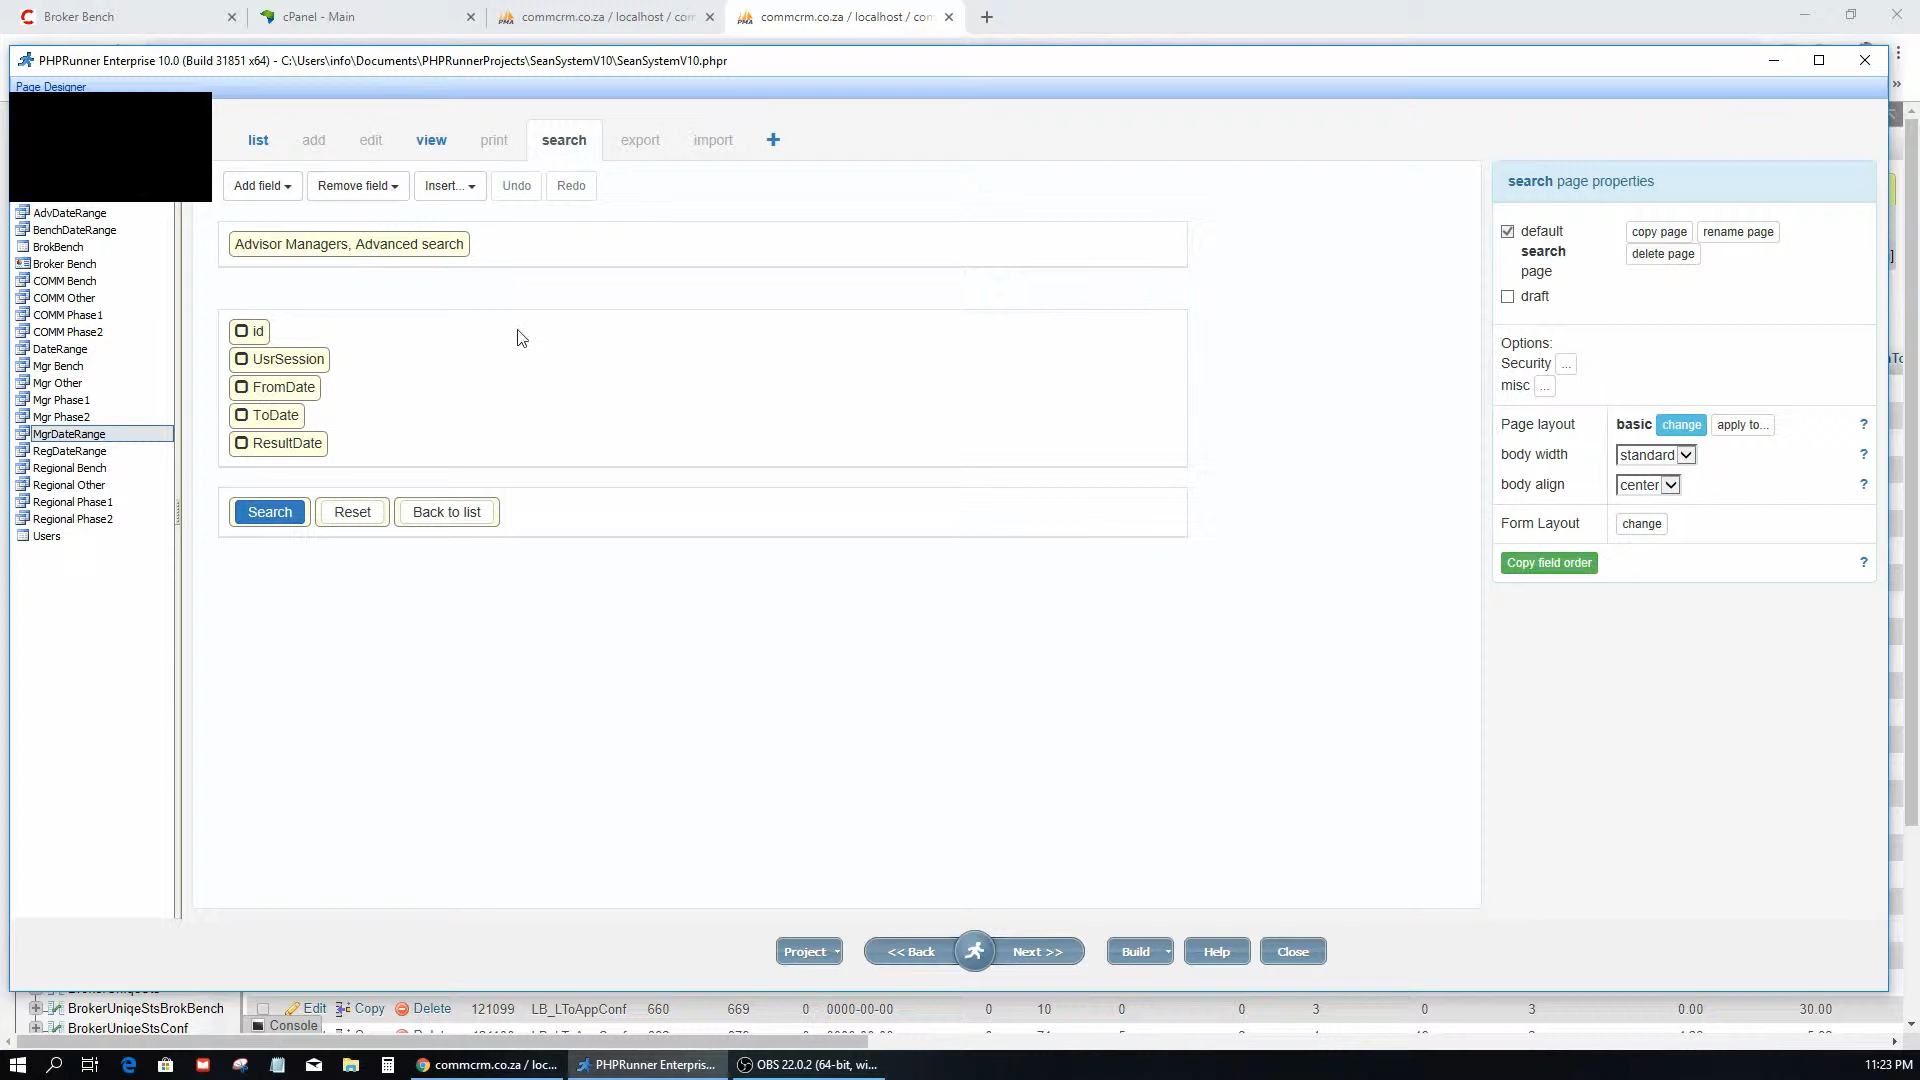 Broker Bench
cPanel - Main
commcrm.co.za / localhost / com
commcrm.co.za / localhost / con
PHPRunner Enterprise 10.0 (Build 31851 x64) - C:\Users\info\Documents\PHPRunnerProjects\SeanSystemV10\SeanSystemV10.phpr
Page Designer
list add edit view print search export import
Add field Remove field Insert... Undo Redo
Advisor Managers, Advanced search
id
UsrSession
FromDate
ToDate
ResultDate
Search Reset Back to list
AdvDateRange
BenchDateRange
BrokBench
Broker Bench
COMM Bench
COMM Other
COMM Phase1
COMM Phase2
DateRange
Mgr Bench
Mgr Other
Mgr Phase1
Mgr Phase2
MgrDateRange
RegDateRange
Regional Bench
Regional Other
Regional Phase1
Regional Phase2
Users
search page properties
default search page
copy page rename page
delete page
draft
Options:
Security ...
misc ...
Page layout basic change apply to... ?
body width standard ?
body align center ?
Form Layout change
Copy field order ?
Project << Back Next >> Build Help Close
BrokerUniqeStsBrokBench Edit Copy Delete 121099 LB_LToAppConf 660 669 0 0000-00-00 0 10 0 0 3 0 3 0.00 30.00
BrokerUniqeStsConf
Console
commcrm.co.za / loc...
PHPRunner Enterpris...
OBS 22.0.2 (64-bit, wi...
11:23 PM